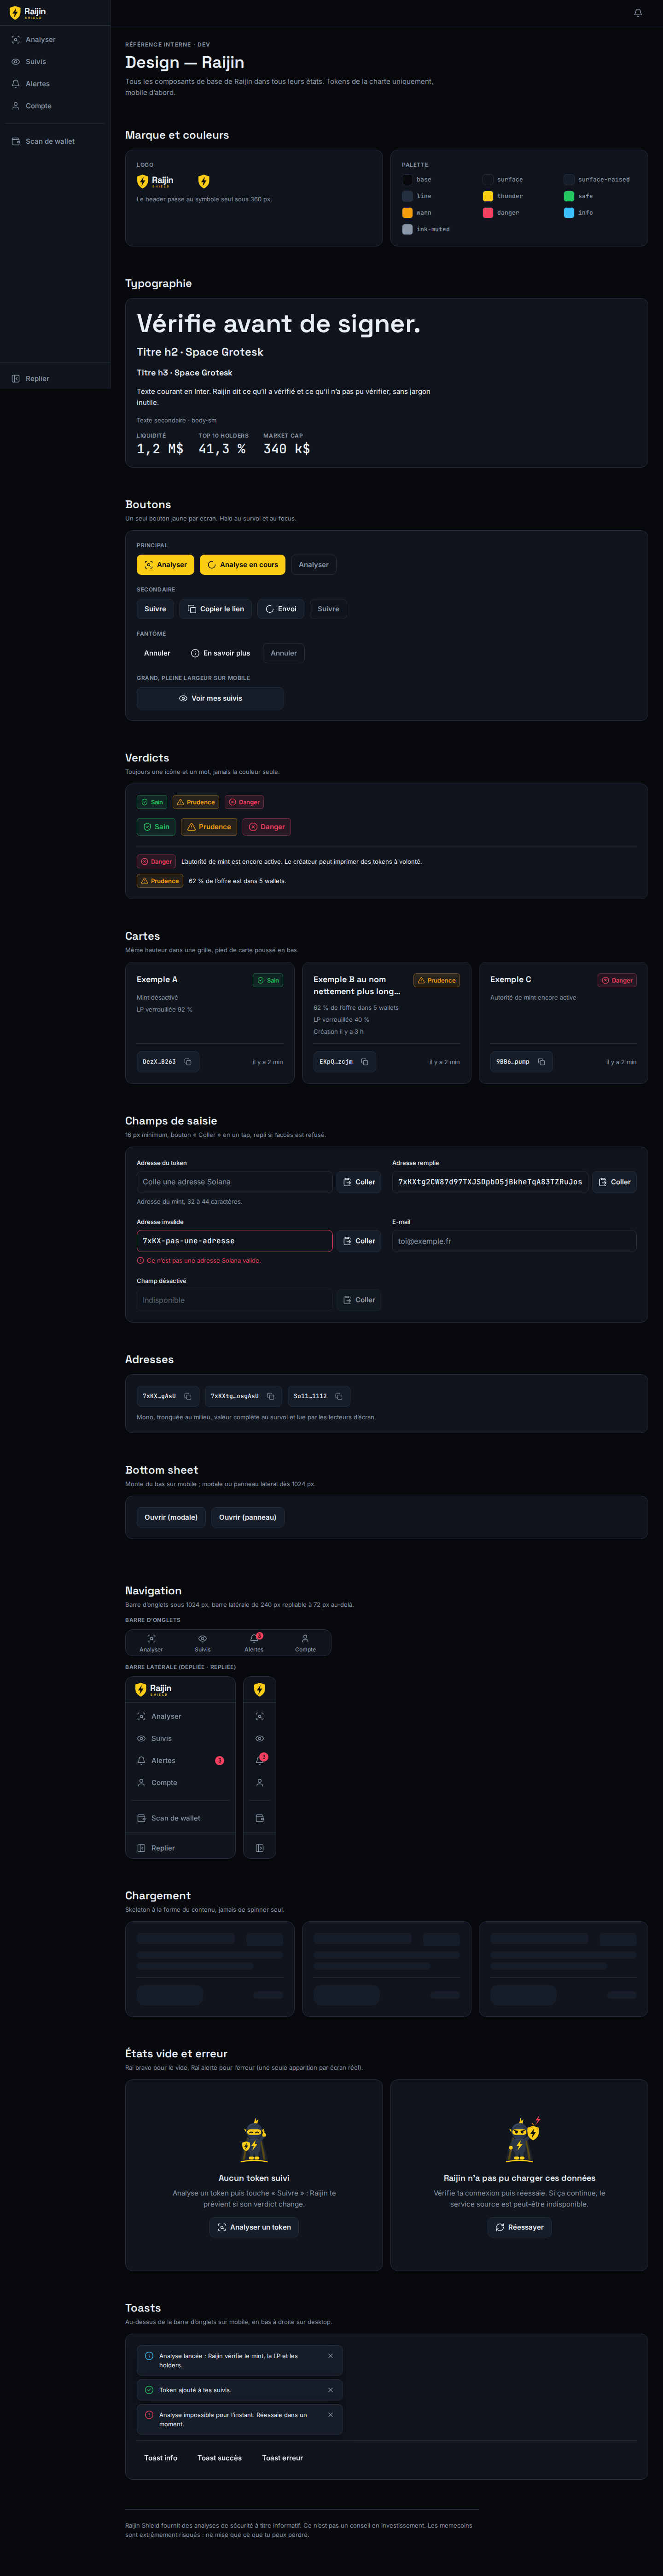 Raijin
SHIELD
Analyser
Suivis
Alertes
Compte
Scan de wallet
Replier
RÉFÉRENCE INTERNE · DEV
Design — Raijin
Tous les composants de base de Raijin dans tous leurs états. Tokens de la charte uniquement,
mobile d'abord.
Marque et couleurs
LOGO
Raijin
SHIELD
Le header passe au symbole seul sous 360 px.
PALETTE
base
surface
surface-raised
line
thunder
safe
warn
danger
info
ink-muted
Typographie
Vérifie avant de signer.
Titre h2 · Space Grotesk
Titre h3 · Space Grotesk
Texte courant en Inter. Raijin dit ce qu'il a vérifié et ce qu'il n'a pas pu vérifier, sans jargon
inutile.
Texte secondaire · body-sm
LIQUIDITÉ
TOP 10 HOLDERS
MARKET CAP
1,2 M$
41,3 %
340 k$
Boutons
Un seul bouton jaune par écran. Halo au survol et au focus.
PRINCIPAL
Analyser
Analyse en cours
Analyser
SECONDAIRE
Suivre
Copier le lien
Envoi
Suivre
FANTÔME
Annuler
En savoir plus
Annuler
GRAND, PLEINE LARGEUR SUR MOBILE
Voir mes suivis
Verdicts
Toujours une icône et un mot, jamais la couleur seule.
Sain
Prudence
Danger
Sain
Prudence
Danger
Danger
L'autorité de mint est encore active. Le créateur peut imprimer des tokens à volonté.
Prudence
62 % de l'offre est dans 5 wallets.
Cartes
Même hauteur dans une grille, pied de carte poussé en bas.
Exemple A
Sain
Mint désactivé
LP verrouillée 92 %
DezX…B263
il y a 2 min
Exemple B au nom
nettement plus long…
Prudence
62 % de l'offre dans 5 wallets
LP verrouillée 40 %
Création il y a 3 h
EKpQ…zcjm
il y a 2 min
Exemple C
Danger
Autorité de mint encore active
9BB6…pump
il y a 2 min
Champs de saisie
16 px minimum, bouton « Coller » en un tap, repli si l'accès est refusé.
Adresse du token
Colle une adresse Solana
Coller
Adresse du mint, 32 à 44 caractères.
Adresse remplie
7xKXtg2CW87d97TXJSDpbD5jBkheTqA83TZRuJos
Coller
Adresse invalide
7xKX-pas-une-adresse
Coller
Ce n'est pas une adresse Solana valide.
E-mail
toi@exemple.fr
Champ désactivé
Indisponible
Coller
Adresses
7xKX…gAsU
7xKXtg…osgAsU
So11…1112
Mono, tronquée au milieu, valeur complète au survol et lue par les lecteurs d'écran.
Bottom sheet
Monte du bas sur mobile ; modale ou panneau latéral dès 1024 px.
Ouvrir (modale)
Ouvrir (panneau)
Navigation
Barre d'onglets sous 1024 px, barre latérale de 240 px repliable à 72 px au-delà.
BARRE D'ONGLETS
Analyser
Suivis
Alertes
Compte
BARRE LATÉRALE (DÉPLIÉE · REPLIÉE)
Raijin
SHIELD
Analyser
Suivis
Alertes
3
3
Compte
Scan de wallet
Replier
Chargement
Skeleton à la forme du contenu, jamais de spinner seul.
États vide et erreur
Rai bravo pour le vide, Rai alerte pour l'erreur (une seule apparition par écran réel).
Aucun token suivi
Analyse un token puis touche « Suivre » : Raijin te
prévient si son verdict change.
Analyser un token
Raijin n'a pas pu charger ces données
Vérifie ta connexion puis réessaie. Si ça continue, le
service source est peut-être indisponible.
Réessayer
Toasts
Au-dessus de la barre d'onglets sur mobile, en bas à droite sur desktop.
Analyse lancée : Raijin vérifie le mint, la LP et les
holders.
Token ajouté à tes suivis.
Analyse impossible pour l'instant. Réessaie dans un
moment.
Toast info
Toast succès
Toast erreur
Raijin Shield fournit des analyses de sécurité à titre informatif. Ce n'est pas un conseil en investissement. Les memecoins
sont extrêmement risqués : ne mise que ce que tu peux perdre.